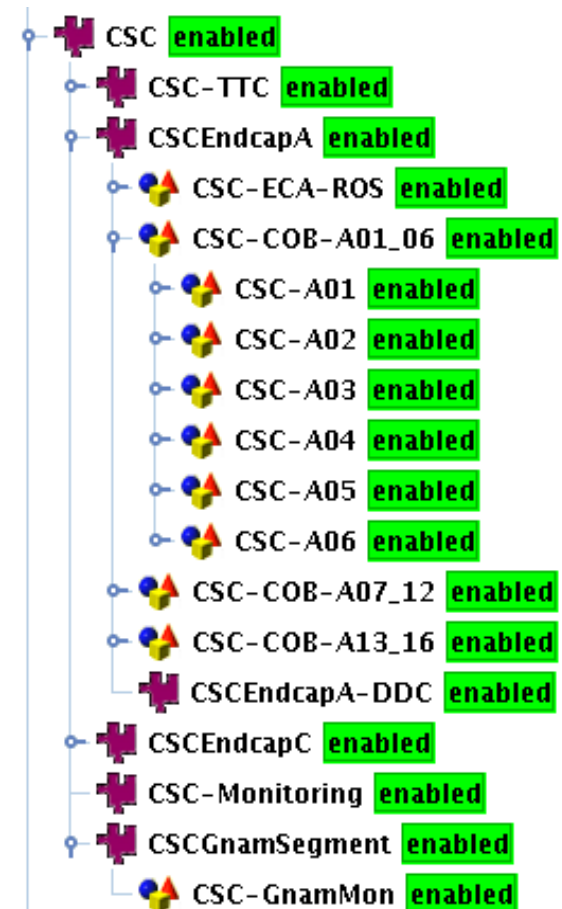 CSC enabled
CSC-TTC enabled
CSCEndcapA enabled
CSC-ECA-ROS enabled
CSC-COB-A01_06 enabled
CSC-A01 enabled
CSC-A02 enabled
CSC-A03 enabled
CSC-A04 enabled
CSC-A05 enabled
CSC-A06 enabled
CSC-COB-A07_12 enabled
CSC-COB-A13_16 enabled
CSCEndcapA-DDC enabled
CSCEndcapC enabled
CSC-Monitoring enabled
CSCGnamSegment enabled
CSC-GnamMon enabled